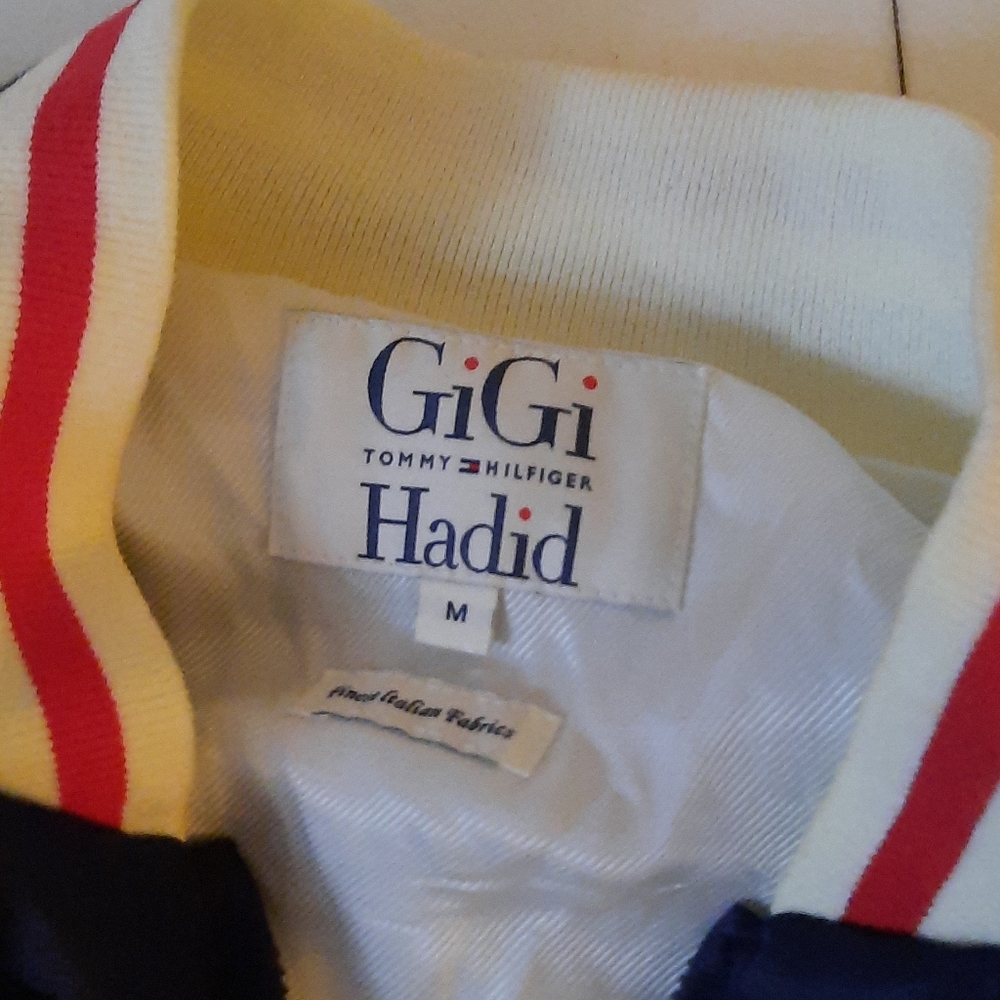 GiGi
TOMMY HILFIGER
Hadid
M
finest Italian Fabrics